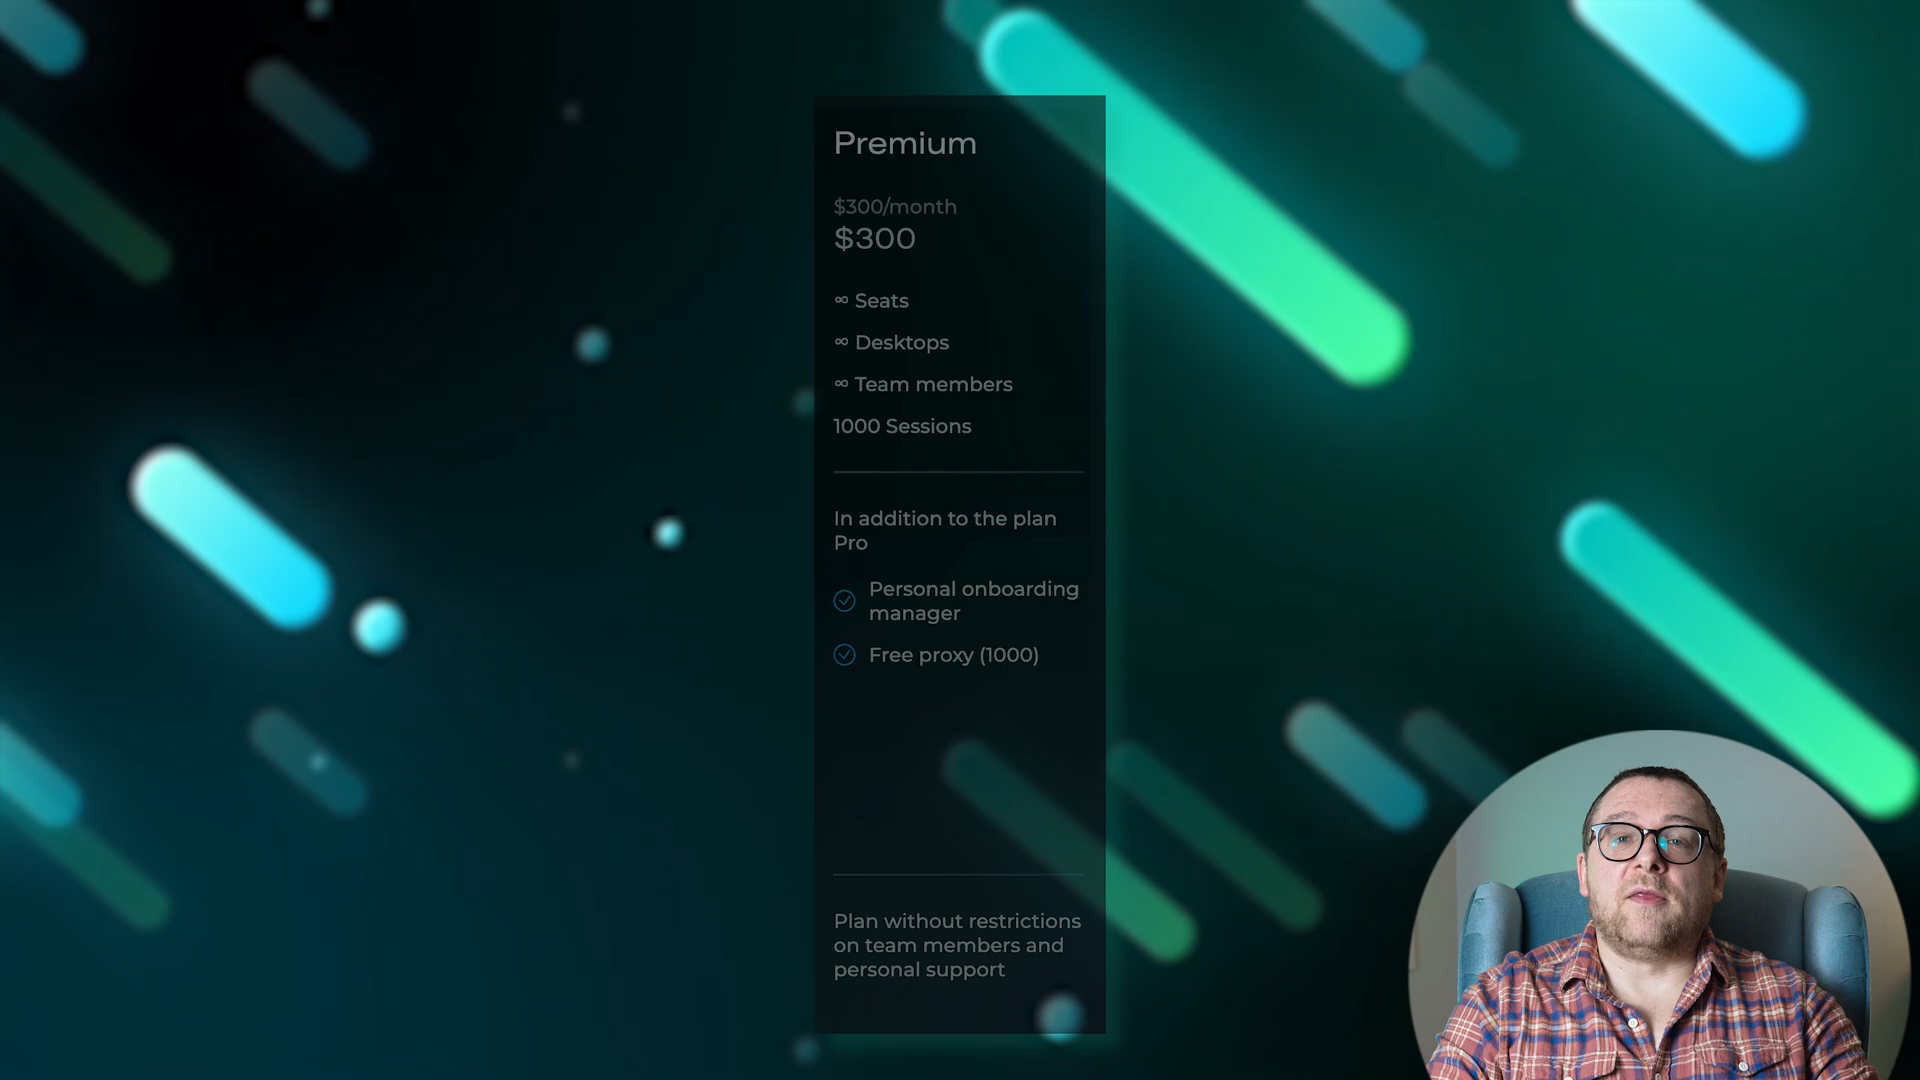 Premium
$300/month
$300
∞ Seats
∞ Desktops
∞ Team members
1000 Sessions
In addition to the plan
Pro
Personal onboarding
manager
Free proxy (1000)
Plan without restrictions
on team members and
personal support